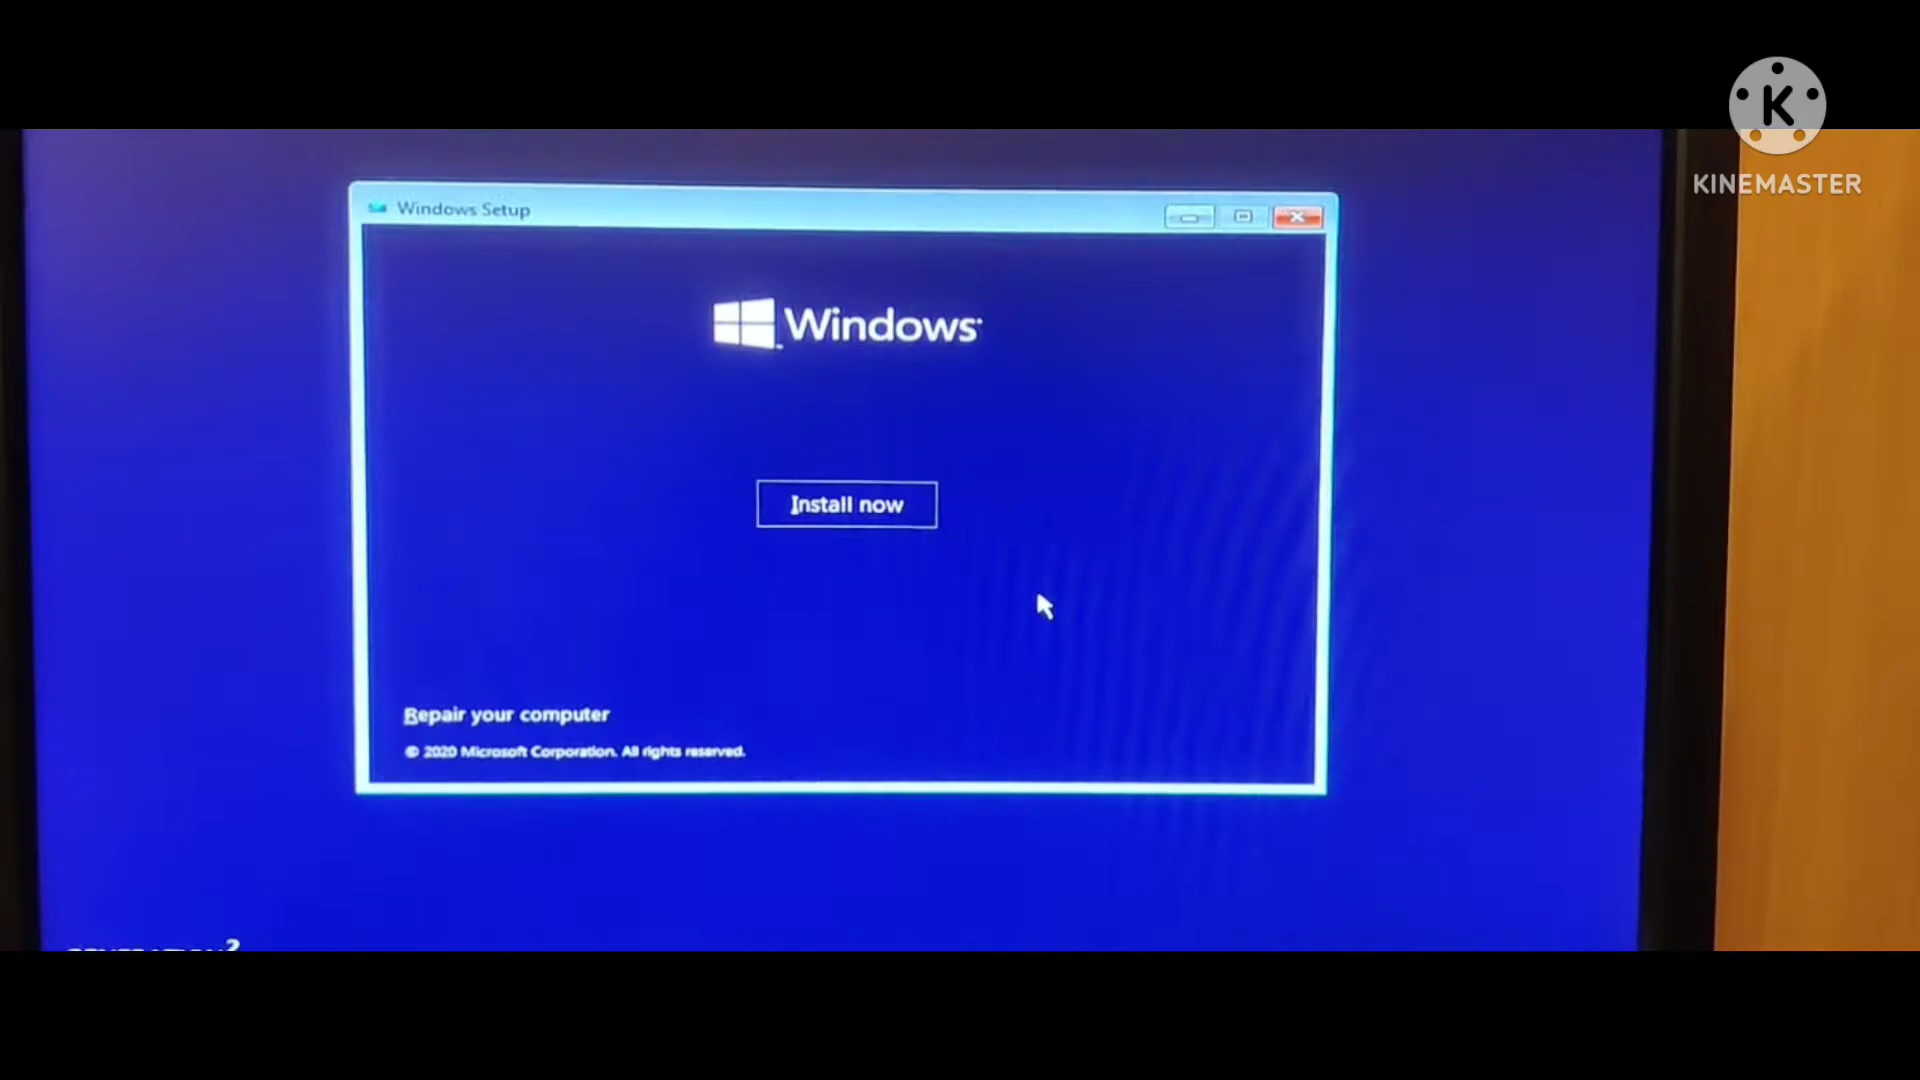 K
KINEMASTER
Windows Setup
Windows
Install now
Repair your computer
© 2020 Microsoft Corporation. All rights reserved.